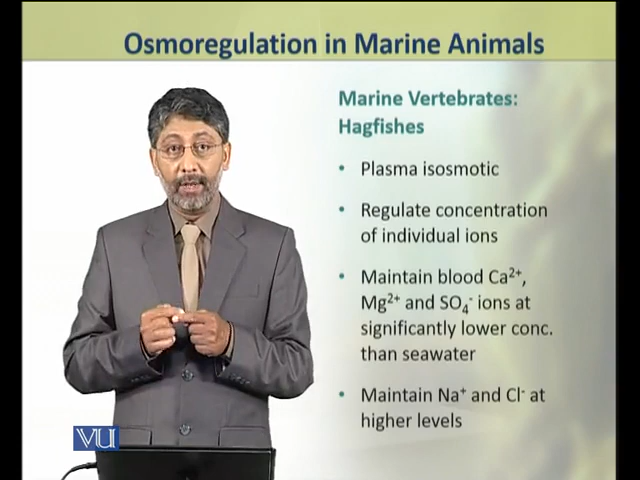 Osmoregulation in Marine Animals
Marine Vertebrates:
Hagfishes
• Plasma isosmotic
• Regulate concentration
of individual ions
• Maintain blood Ca²⁺,
Mg²⁺ and SO₄⁻ ions at
significantly lower conc.
than seawater
• Maintain Na⁺ and Cl⁻ at
higher levels
VU